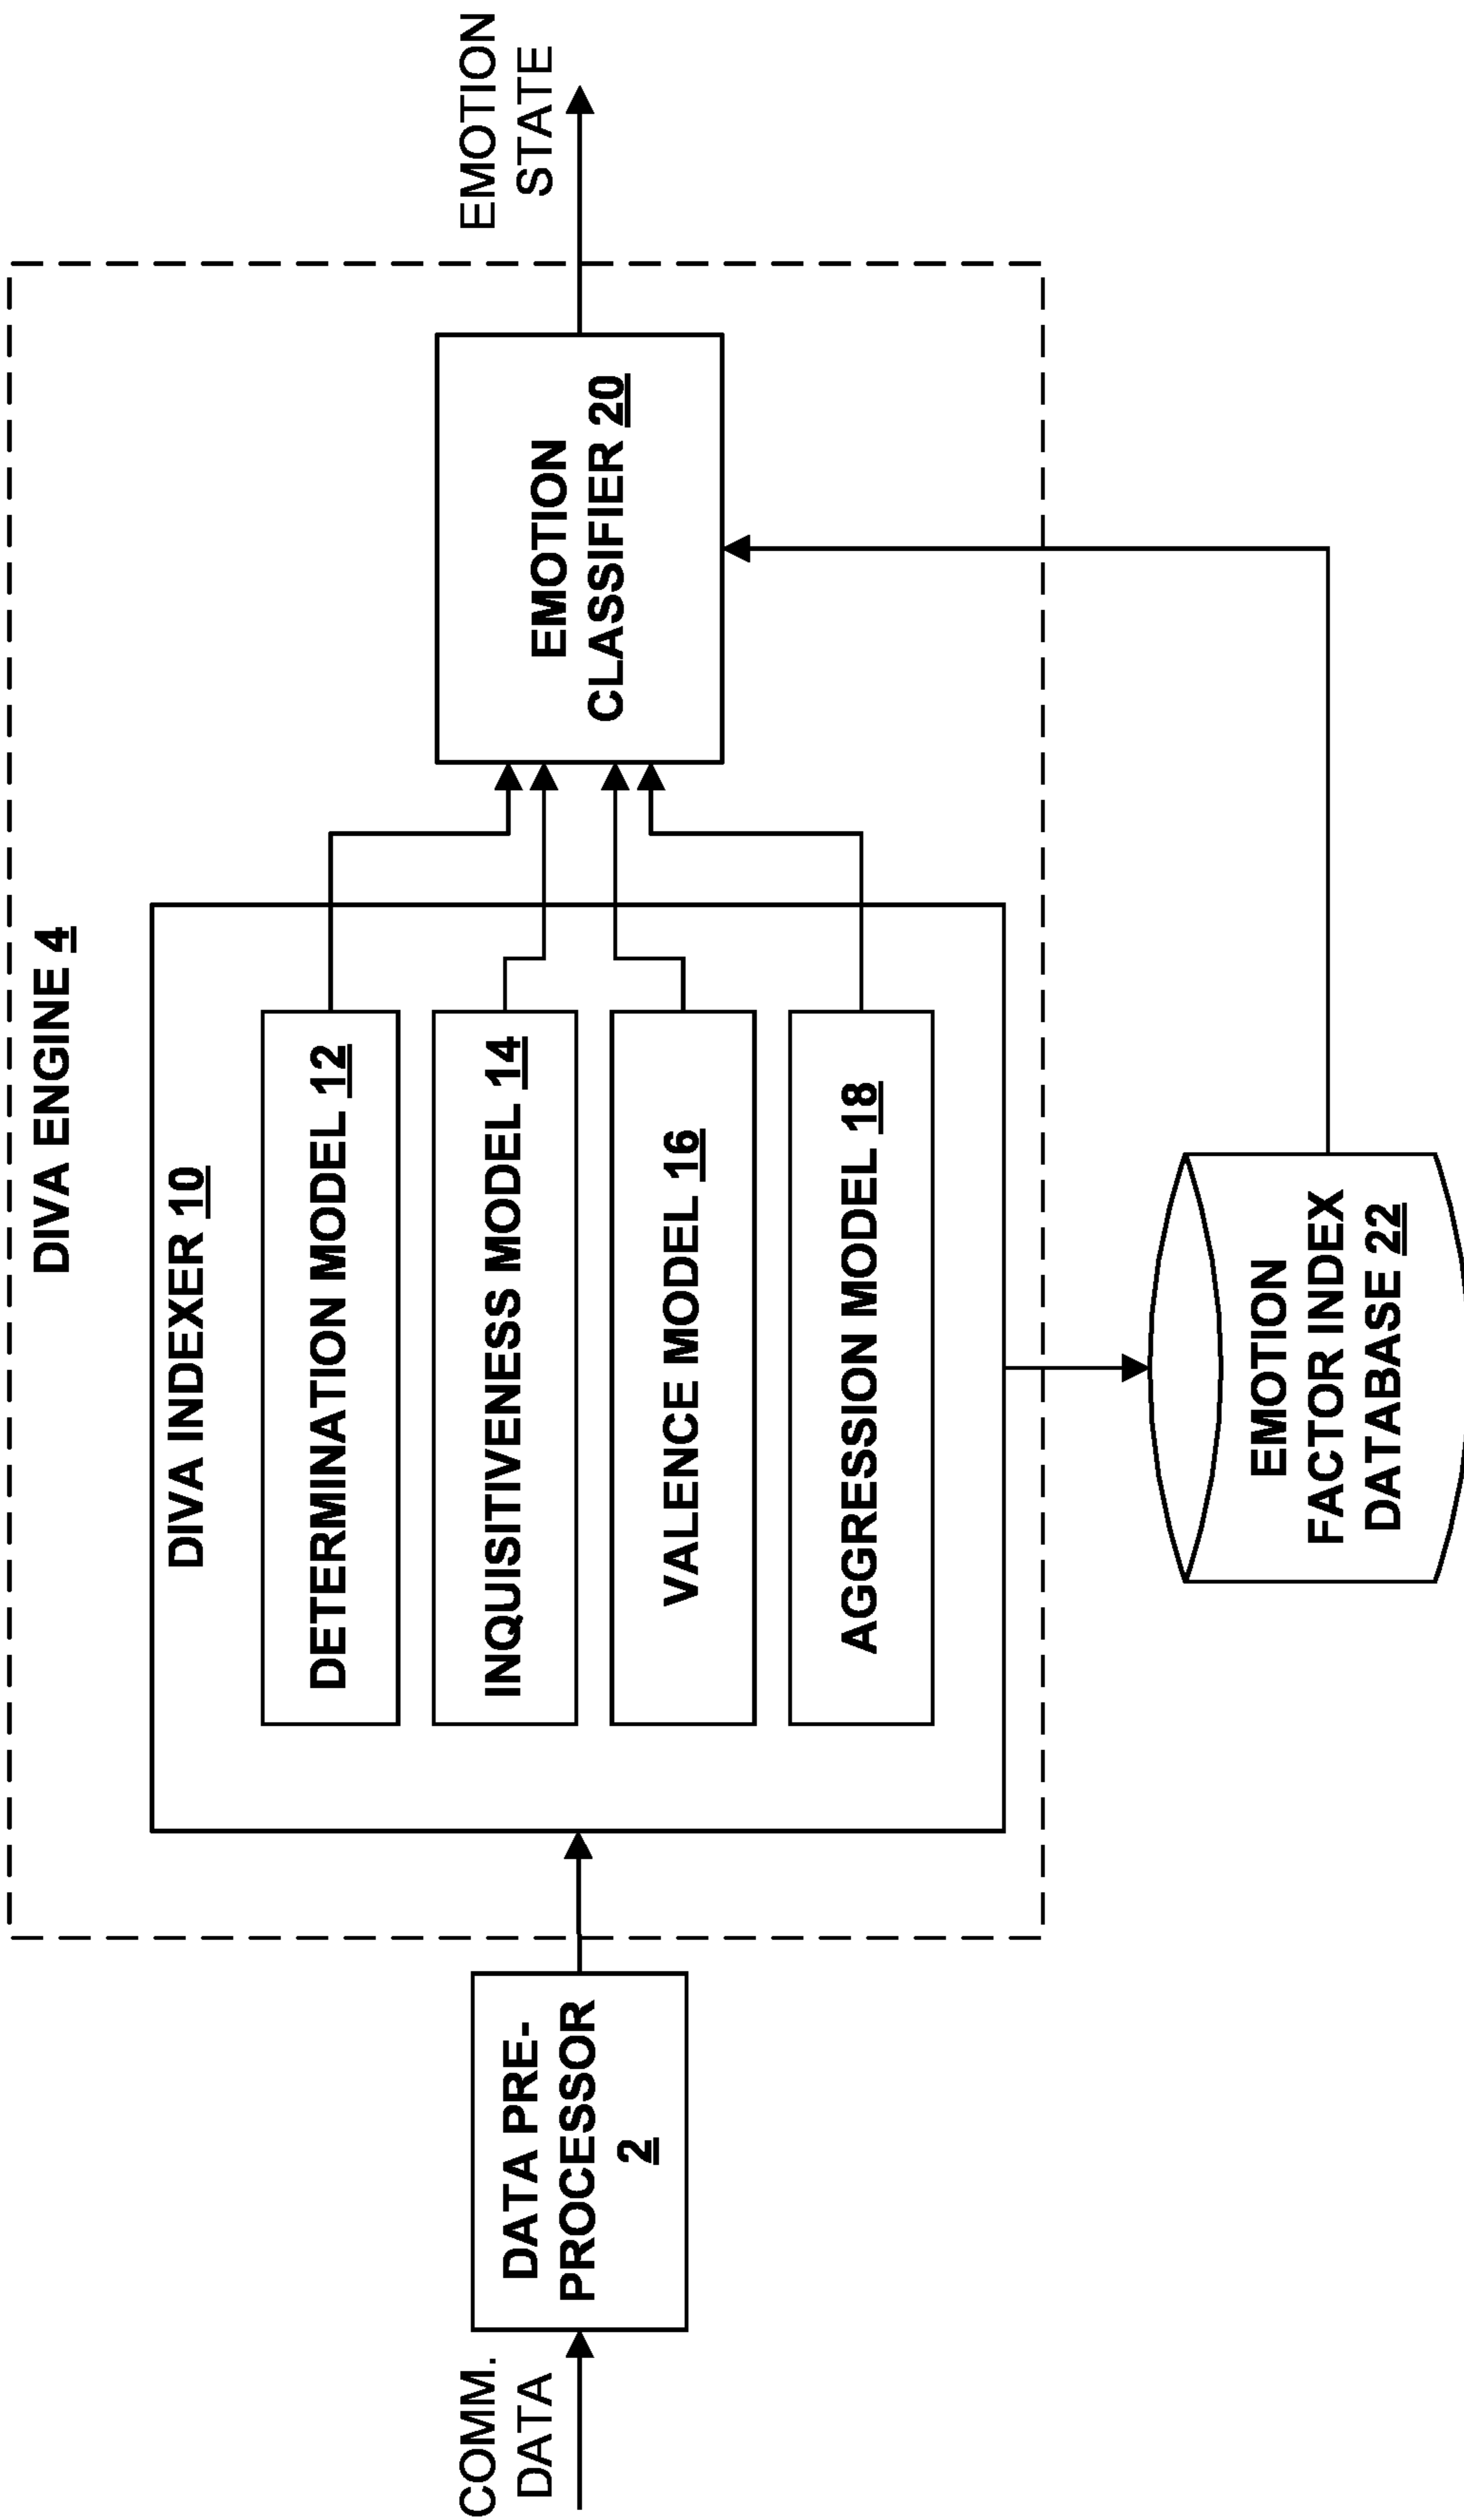 COMM.
DATA
DATA PRE-
PROCESSOR
2
DIVA ENGINE 4
DIVA INDEXER 10
DETERMINATION MODEL 12
INQUISITIVENESS MODEL 14
VALENCE MODEL 16
AGGRESSION MODEL 18
EMOTION
CLASSIFIER 20
EMOTION
STATE
EMOTION
FACTOR INDEX
DATABASE 22